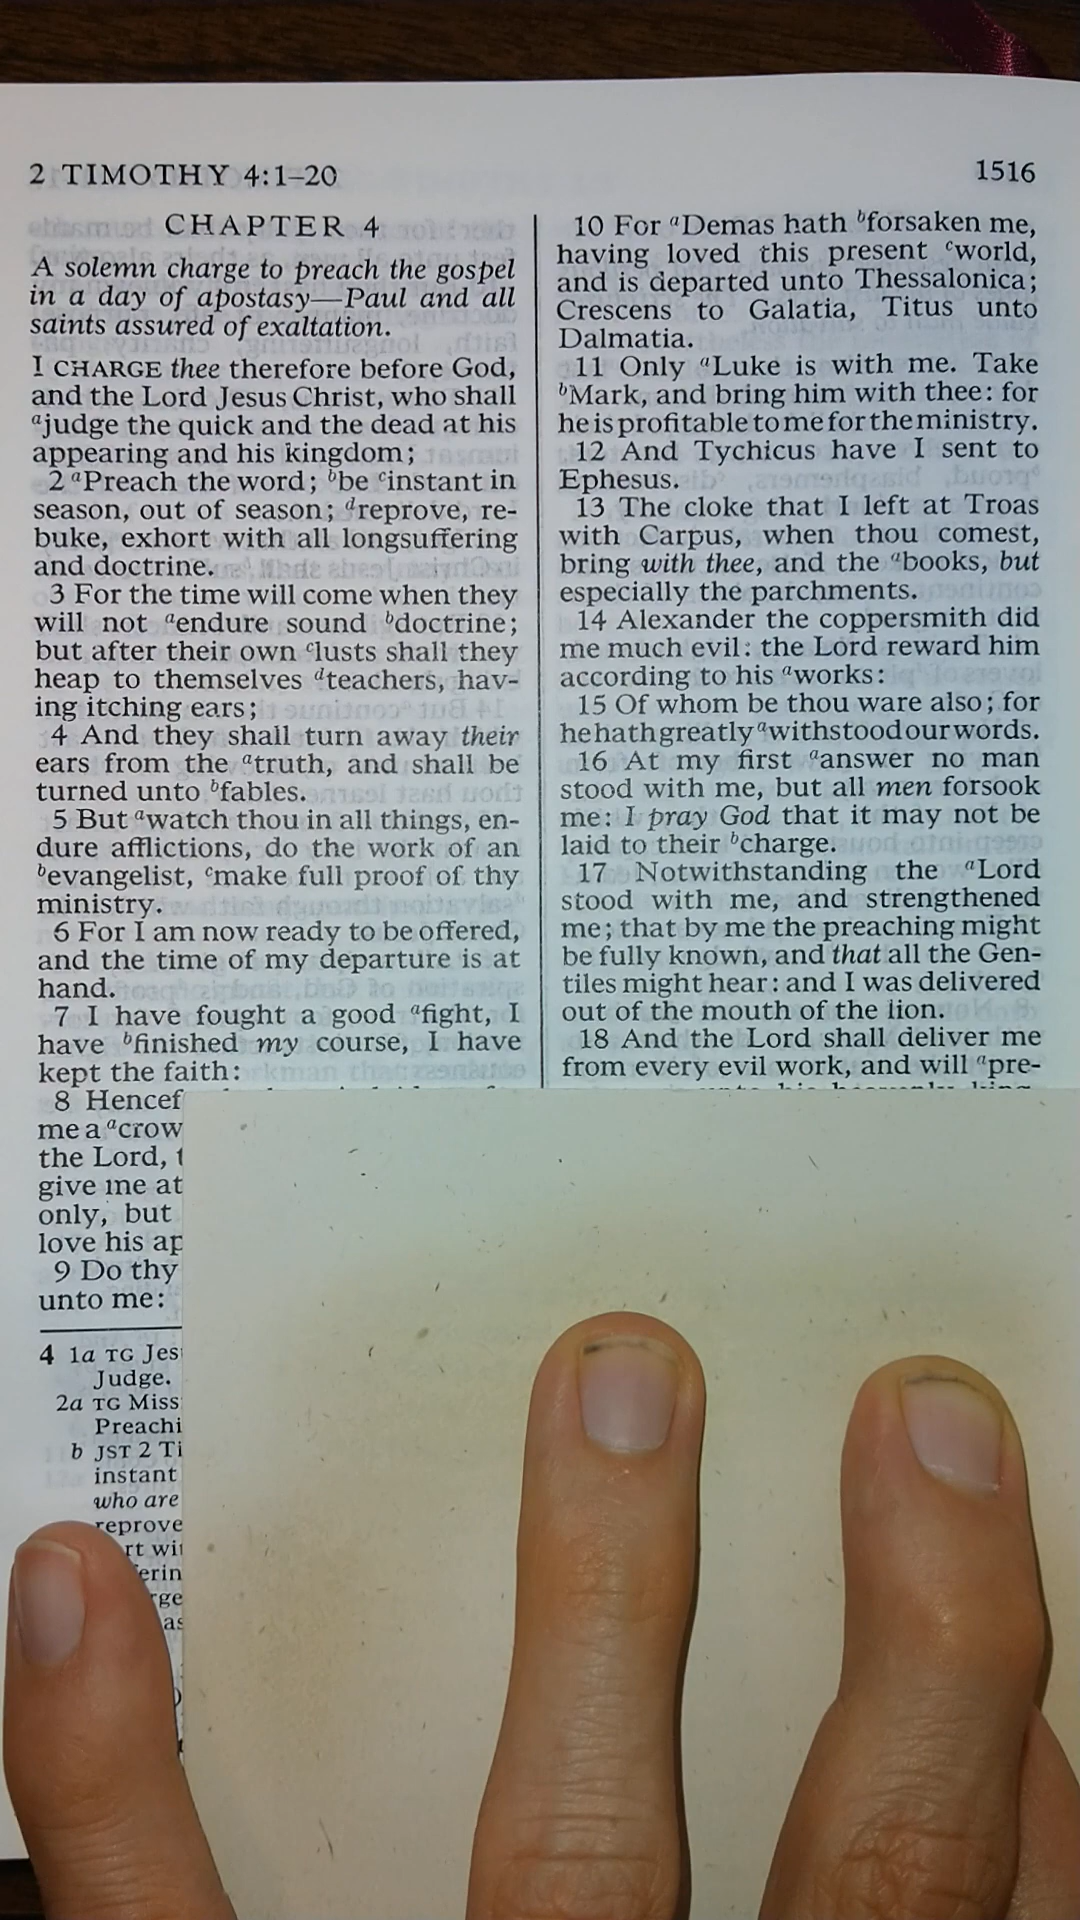 2 TIMOTHY 4:1–20
1516
CHAPTER 4
A solemn charge to preach the gospel
in a day of apostasy—Paul and all
saints assured of exaltation.
I CHARGE thee therefore before God,
and the Lord Jesus Christ, who shall
ajudge the quick and the dead at his
appearing and his kingdom;
2 aPreach the word; bbe cinstant in
season, out of season; dreprove, re-
buke, exhort with all longsuffering
and doctrine.
3 For the time will come when they
will not aendure sound bdoctrine;
but after their own clusts shall they
heap to themselves dteachers, hav-
ing itching ears;
4 And they shall turn away their
ears from the atruth, and shall be
turned unto bfables.
5 But awatch thou in all things, en-
dure afflictions, do the work of an
bevangelist, cmake full proof of thy
ministry.
6 For I am now ready to be offered,
and the time of my departure is at
hand.
7 I have fought a good afight, I
have bfinished my course, I have
kept the faith:
8 Hencef
me a acrow
the Lord, t
give me at
only, but
love his ap
9 Do thy
unto me:
4 1a TG Jes
Judge.
2a TG Miss
Preachi
b JST 2 Ti
instant
who are
reprove
rt wit
erin
rge
as
10 For aDemas hath bforsaken me,
having loved this present cworld,
and is departed unto Thessalonica;
Crescens to Galatia, Titus unto
Dalmatia.
11 Only aLuke is with me. Take
bMark, and bring him with thee: for
he is profitable to me for the ministry.
12 And Tychicus have I sent to
Ephesus.
13 The cloke that I left at Troas
with Carpus, when thou comest,
bring with thee, and the abooks, but
especially the parchments.
14 Alexander the coppersmith did
me much evil: the Lord reward him
according to his aworks:
15 Of whom be thou ware also; for
he hath greatly awithstood our words.
16 At my first aanswer no man
stood with me, but all men forsook
me: I pray God that it may not be
laid to their bcharge.
17 Notwithstanding the aLord
stood with me, and strengthened
me; that by me the preaching might
be fully known, and that all the Gen-
tiles might hear: and I was delivered
out of the mouth of the lion.
18 And the Lord shall deliver me
from every evil work, and will apre-